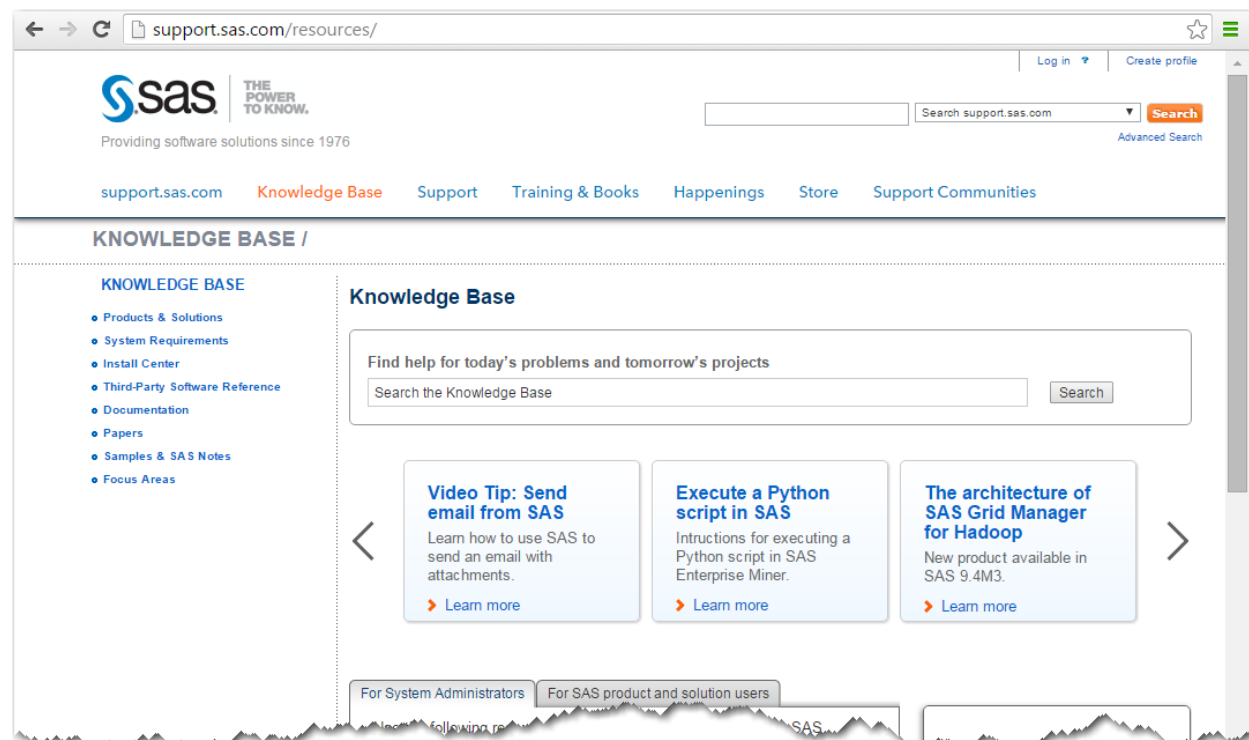 support.sas.com/resources/
Log in ?
Create profile
sas
THE
POWER
TO KNOW.
Search support.sas.com
Search
Providing software solutions since 1976
Advanced Search
support.sas.com
Knowledge Base
Support
Training & Books
Happenings
Store
Support Communities
KNOWLEDGE BASE /
KNOWLEDGE BASE
Products & Solutions
System Requirements
Install Center
Third-Party Software Reference
Documentation
Papers
Samples & SAS Notes
Focus Areas
Knowledge Base
Find help for today's problems and tomorrow's projects
Search the Knowledge Base
Search
Video Tip: Send
email from SAS
Learn how to use SAS to
send an email with
attachments.
Learn more
Execute a Python
script in SAS
Intructions for executing a
Python script in SAS
Enterprise Miner.
Learn more
The architecture of
SAS Grid Manager
for Hadoop
New product available in
SAS 9.4M3.
Learn more
For System Administrators
For SAS product and solution users
following
SAS